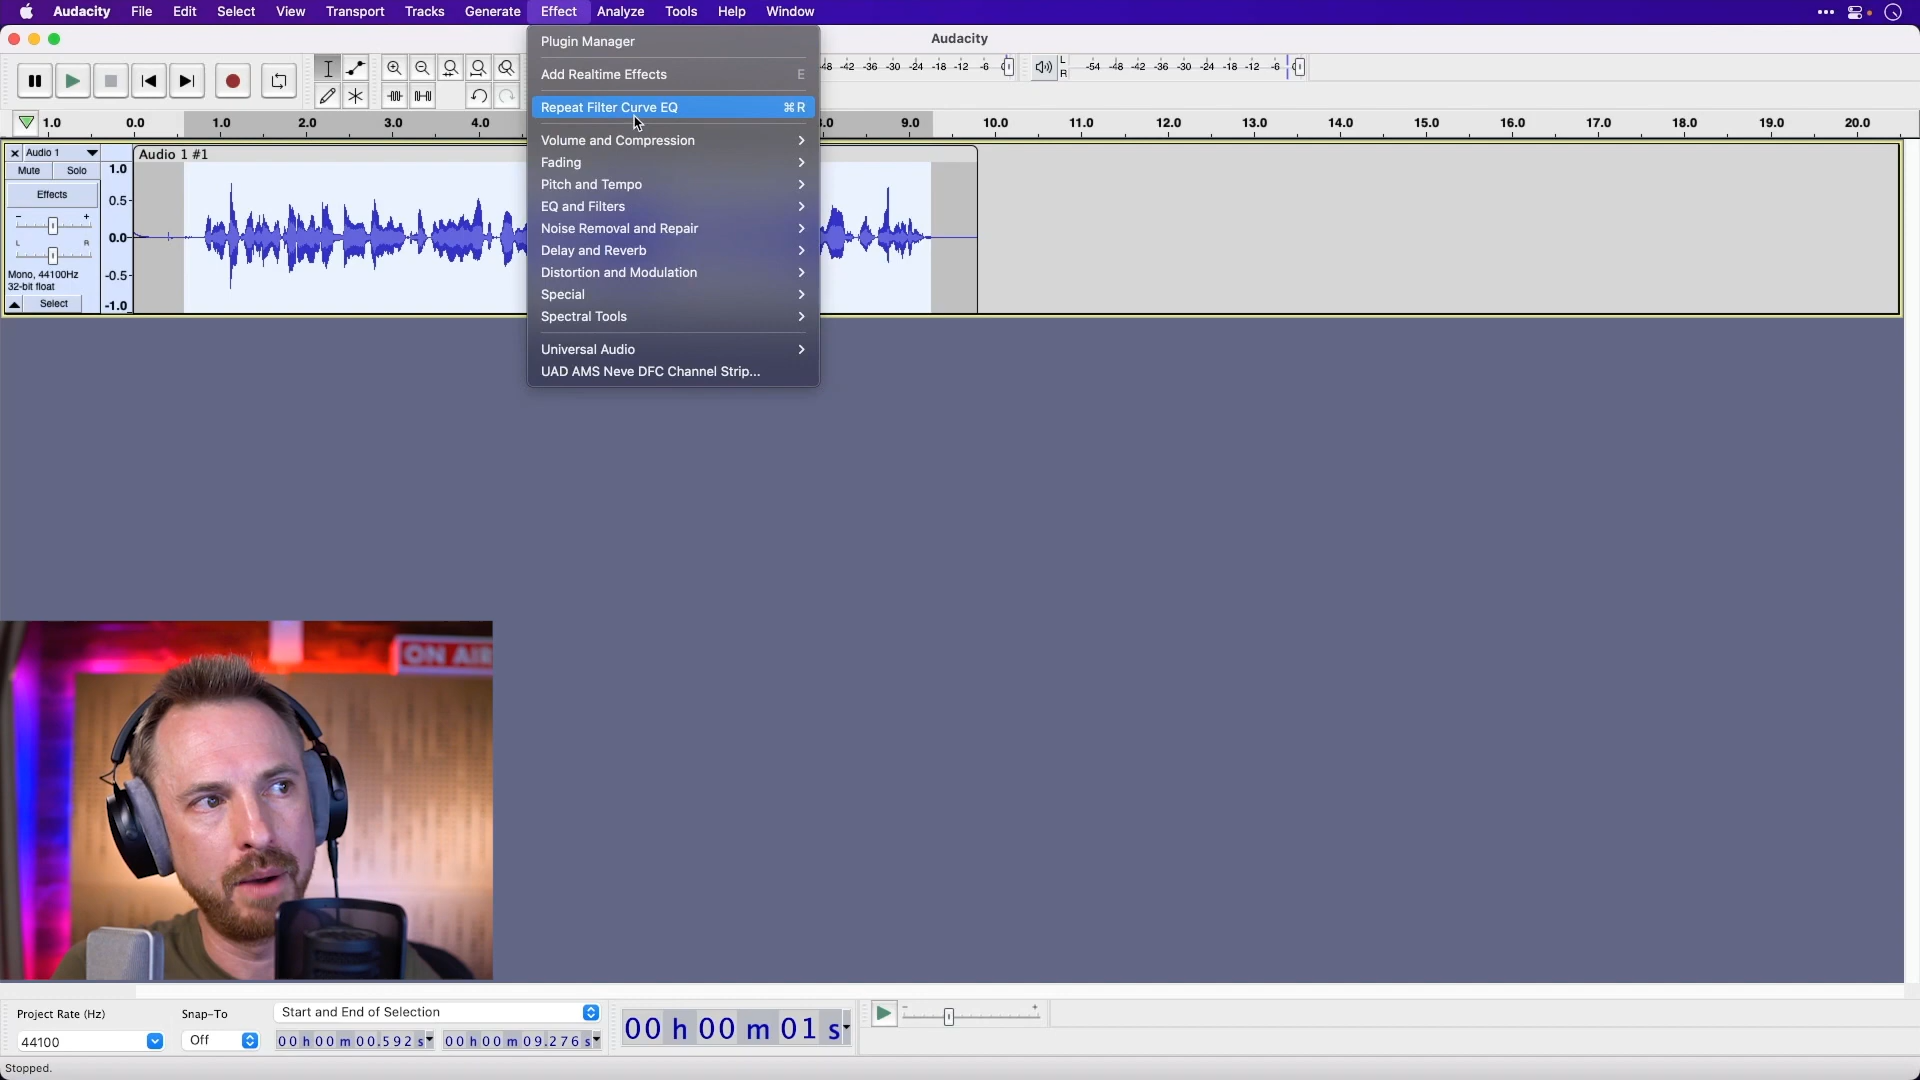 Audacity File Edit Select View Transport Tracks Generate Effect Analyze Tools Help Window
Audacity
Plugin Manager
Add Realtime Effects E
Repeat Filter Curve EQ ⌘R
Volume and Compression
Fading
Pitch and Tempo
EQ and Filters
Noise Removal and Repair
Delay and Reverb
Distortion and Modulation
Special
Spectral Tools
Universal Audio
UAD AMS Neve DFC Channel Strip...
-48 -42 -36 -30 -24 -18 -12 -6
L
R
-54 -48 -42 -36 -30 -24 -18 -12 -6
1.0 0.0 1.0 2.0 3.0 4.0 9.0 10.0 11.0 12.0 13.0 14.0 15.0 16.0 17.0 18.0 19.0 20.0
Audio 1
Audio 1 #1
Mute Solo
Effects
- +
L R
Mono, 44100Hz
32-bit float
Select
1.0
0.5
0.0
-0.5
-1.0
ON AIR
Project Rate (Hz)
44100
Snap-To
Off
Start and End of Selection
00 h 00 m 00.592 s
00 h 00 m 09.276 s
00 h 00 m 01 s
Stopped.